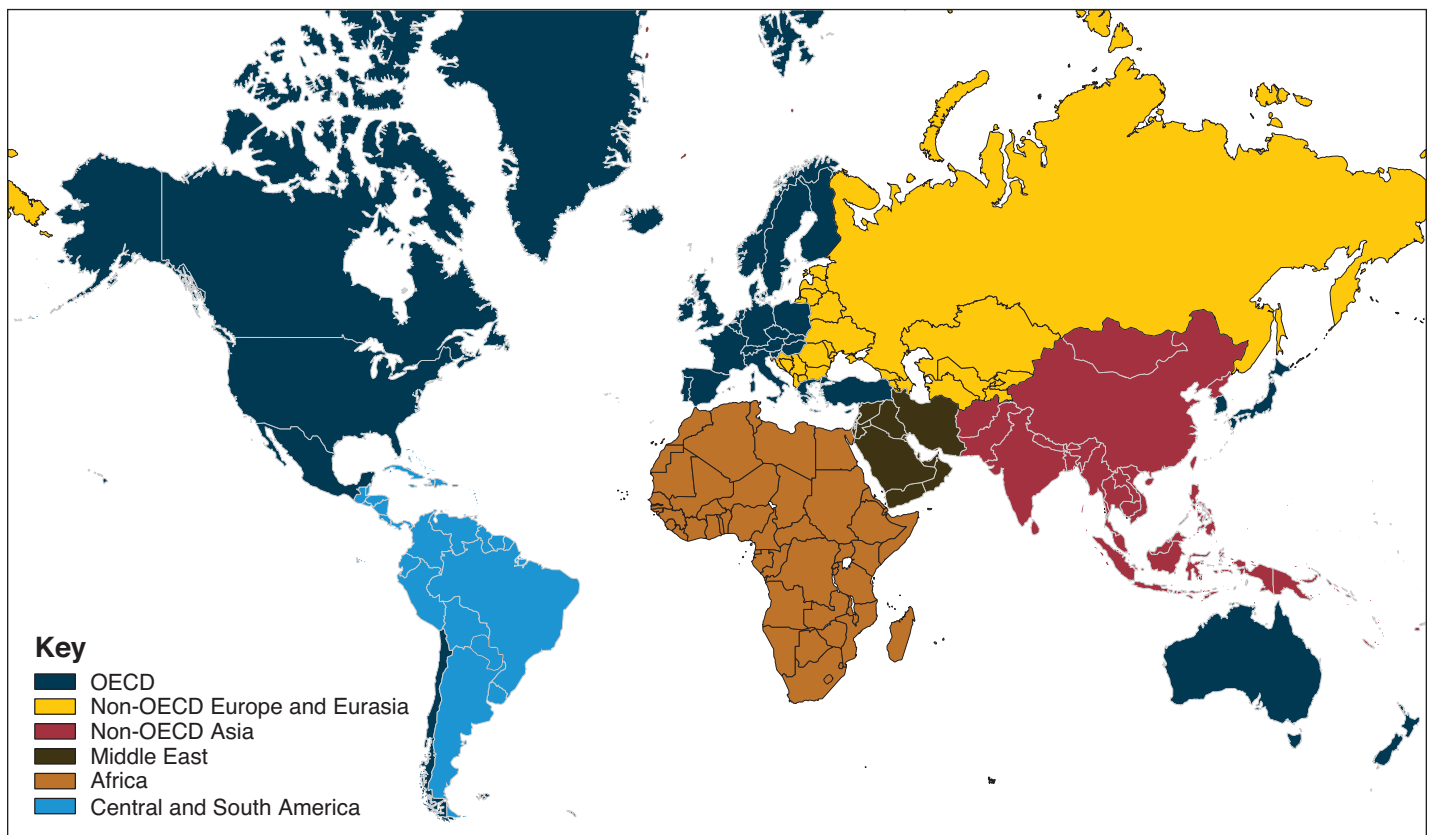 Key
OECD
Non-OECD Europe and Eurasia
Non-OECD Asia
Middle East
Africa
Central and South America